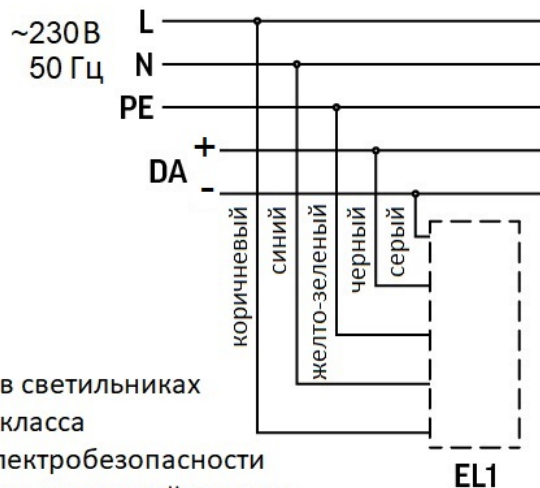 ~230 В
50 Гц
L
N
PE
DA
+
-
коричневый
синий
желто-зеленый
черный
серый
в светильниках
класса
EL1